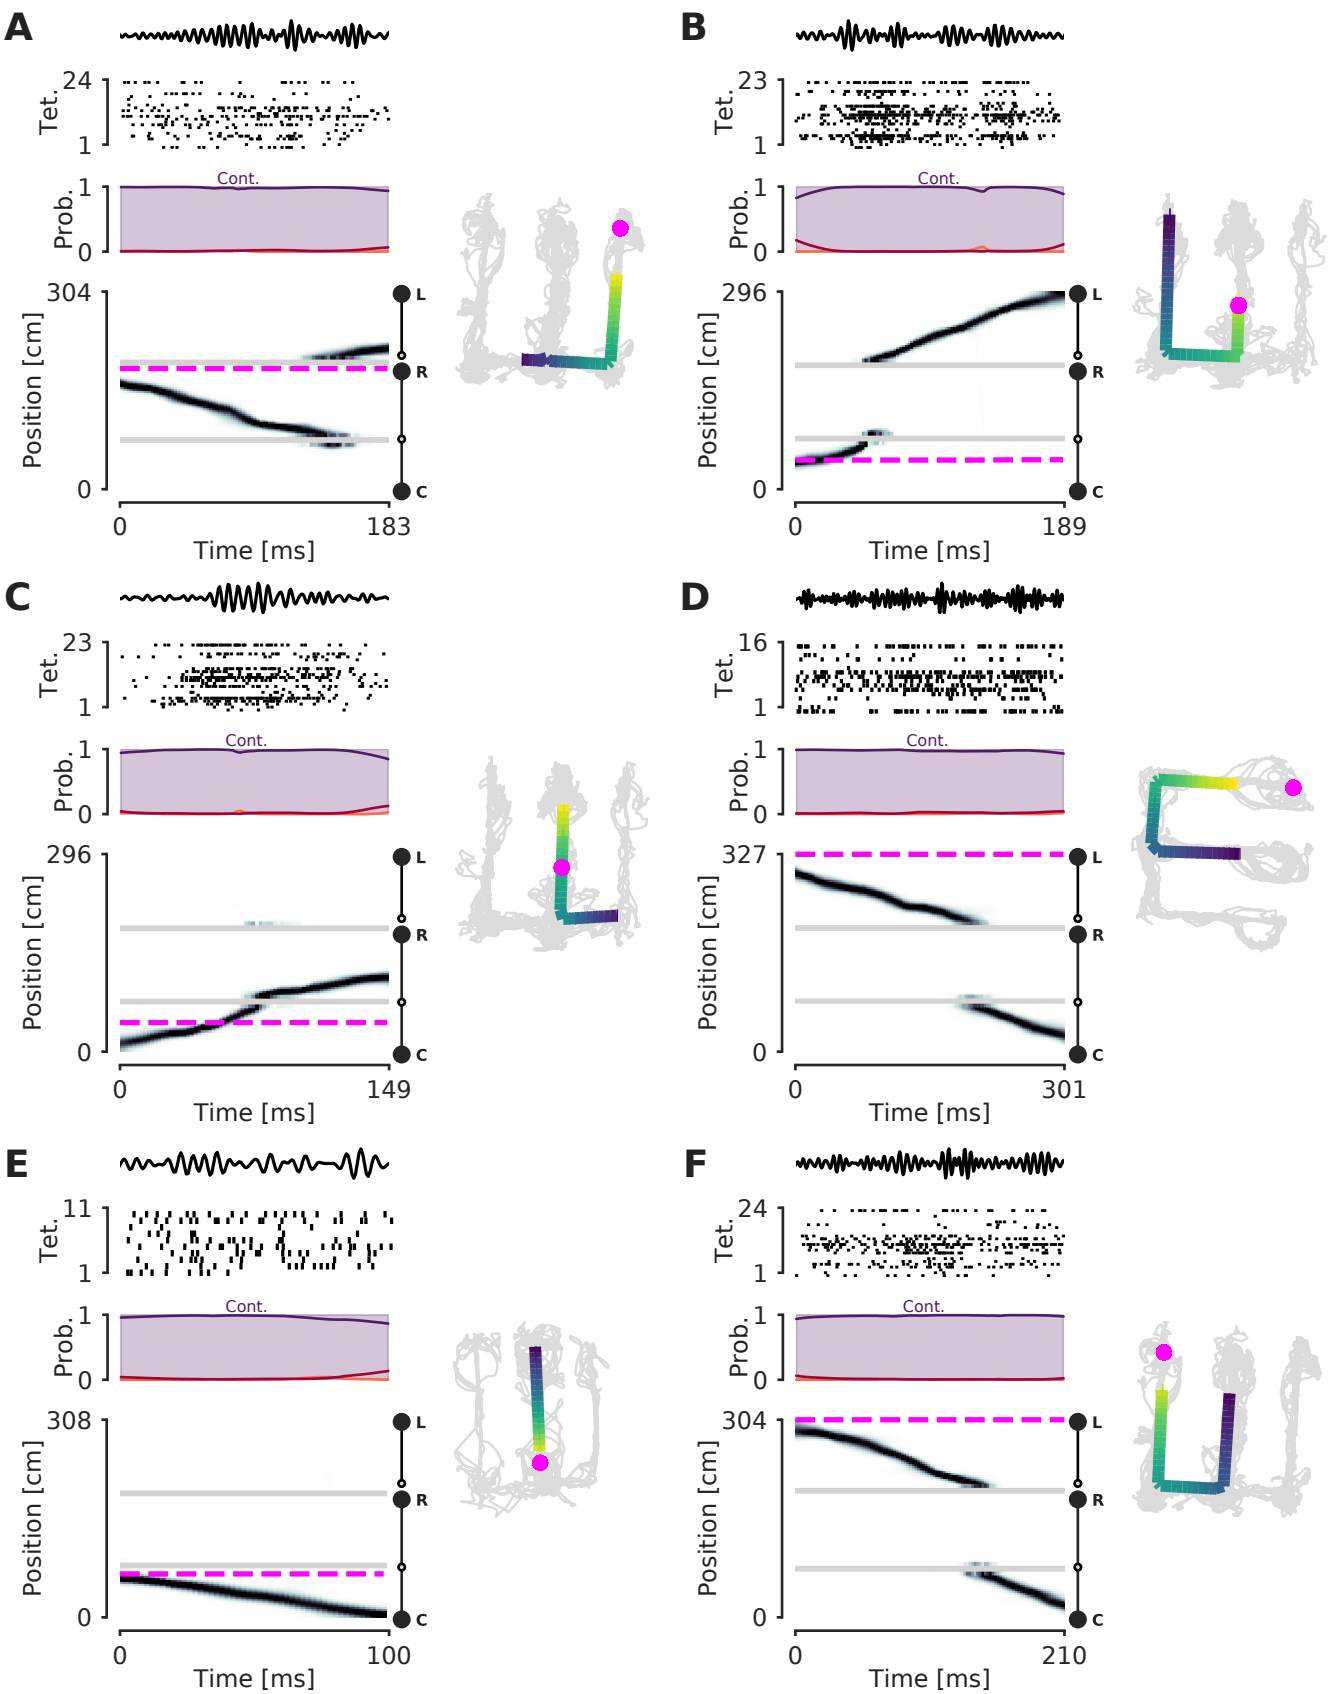 A
24
Tet.
1
Cont.
1
Prob.
0
304
L
Position [cm]
R
0
C
0
183
Time [ms]
B
23
Tet.
1
Cont.
1
Prob.
0
296
L
Position [cm]
R
0
C
0
189
Time [ms]
C
23
Tet.
1
Cont.
1
Prob.
0
296
L
Position [cm]
R
0
C
0
149
Time [ms]
D
16
Tet.
1
Cont.
1
Prob.
0
327
L
Position [cm]
R
0
C
0
301
Time [ms]
E
11
Tet.
1
Cont.
1
Prob.
0
308
L
Position [cm]
R
0
C
0
100
Time [ms]
F
24
Tet.
1
Cont.
1
Prob.
0
304
L
Position [cm]
R
0
C
0
210
Time [ms]